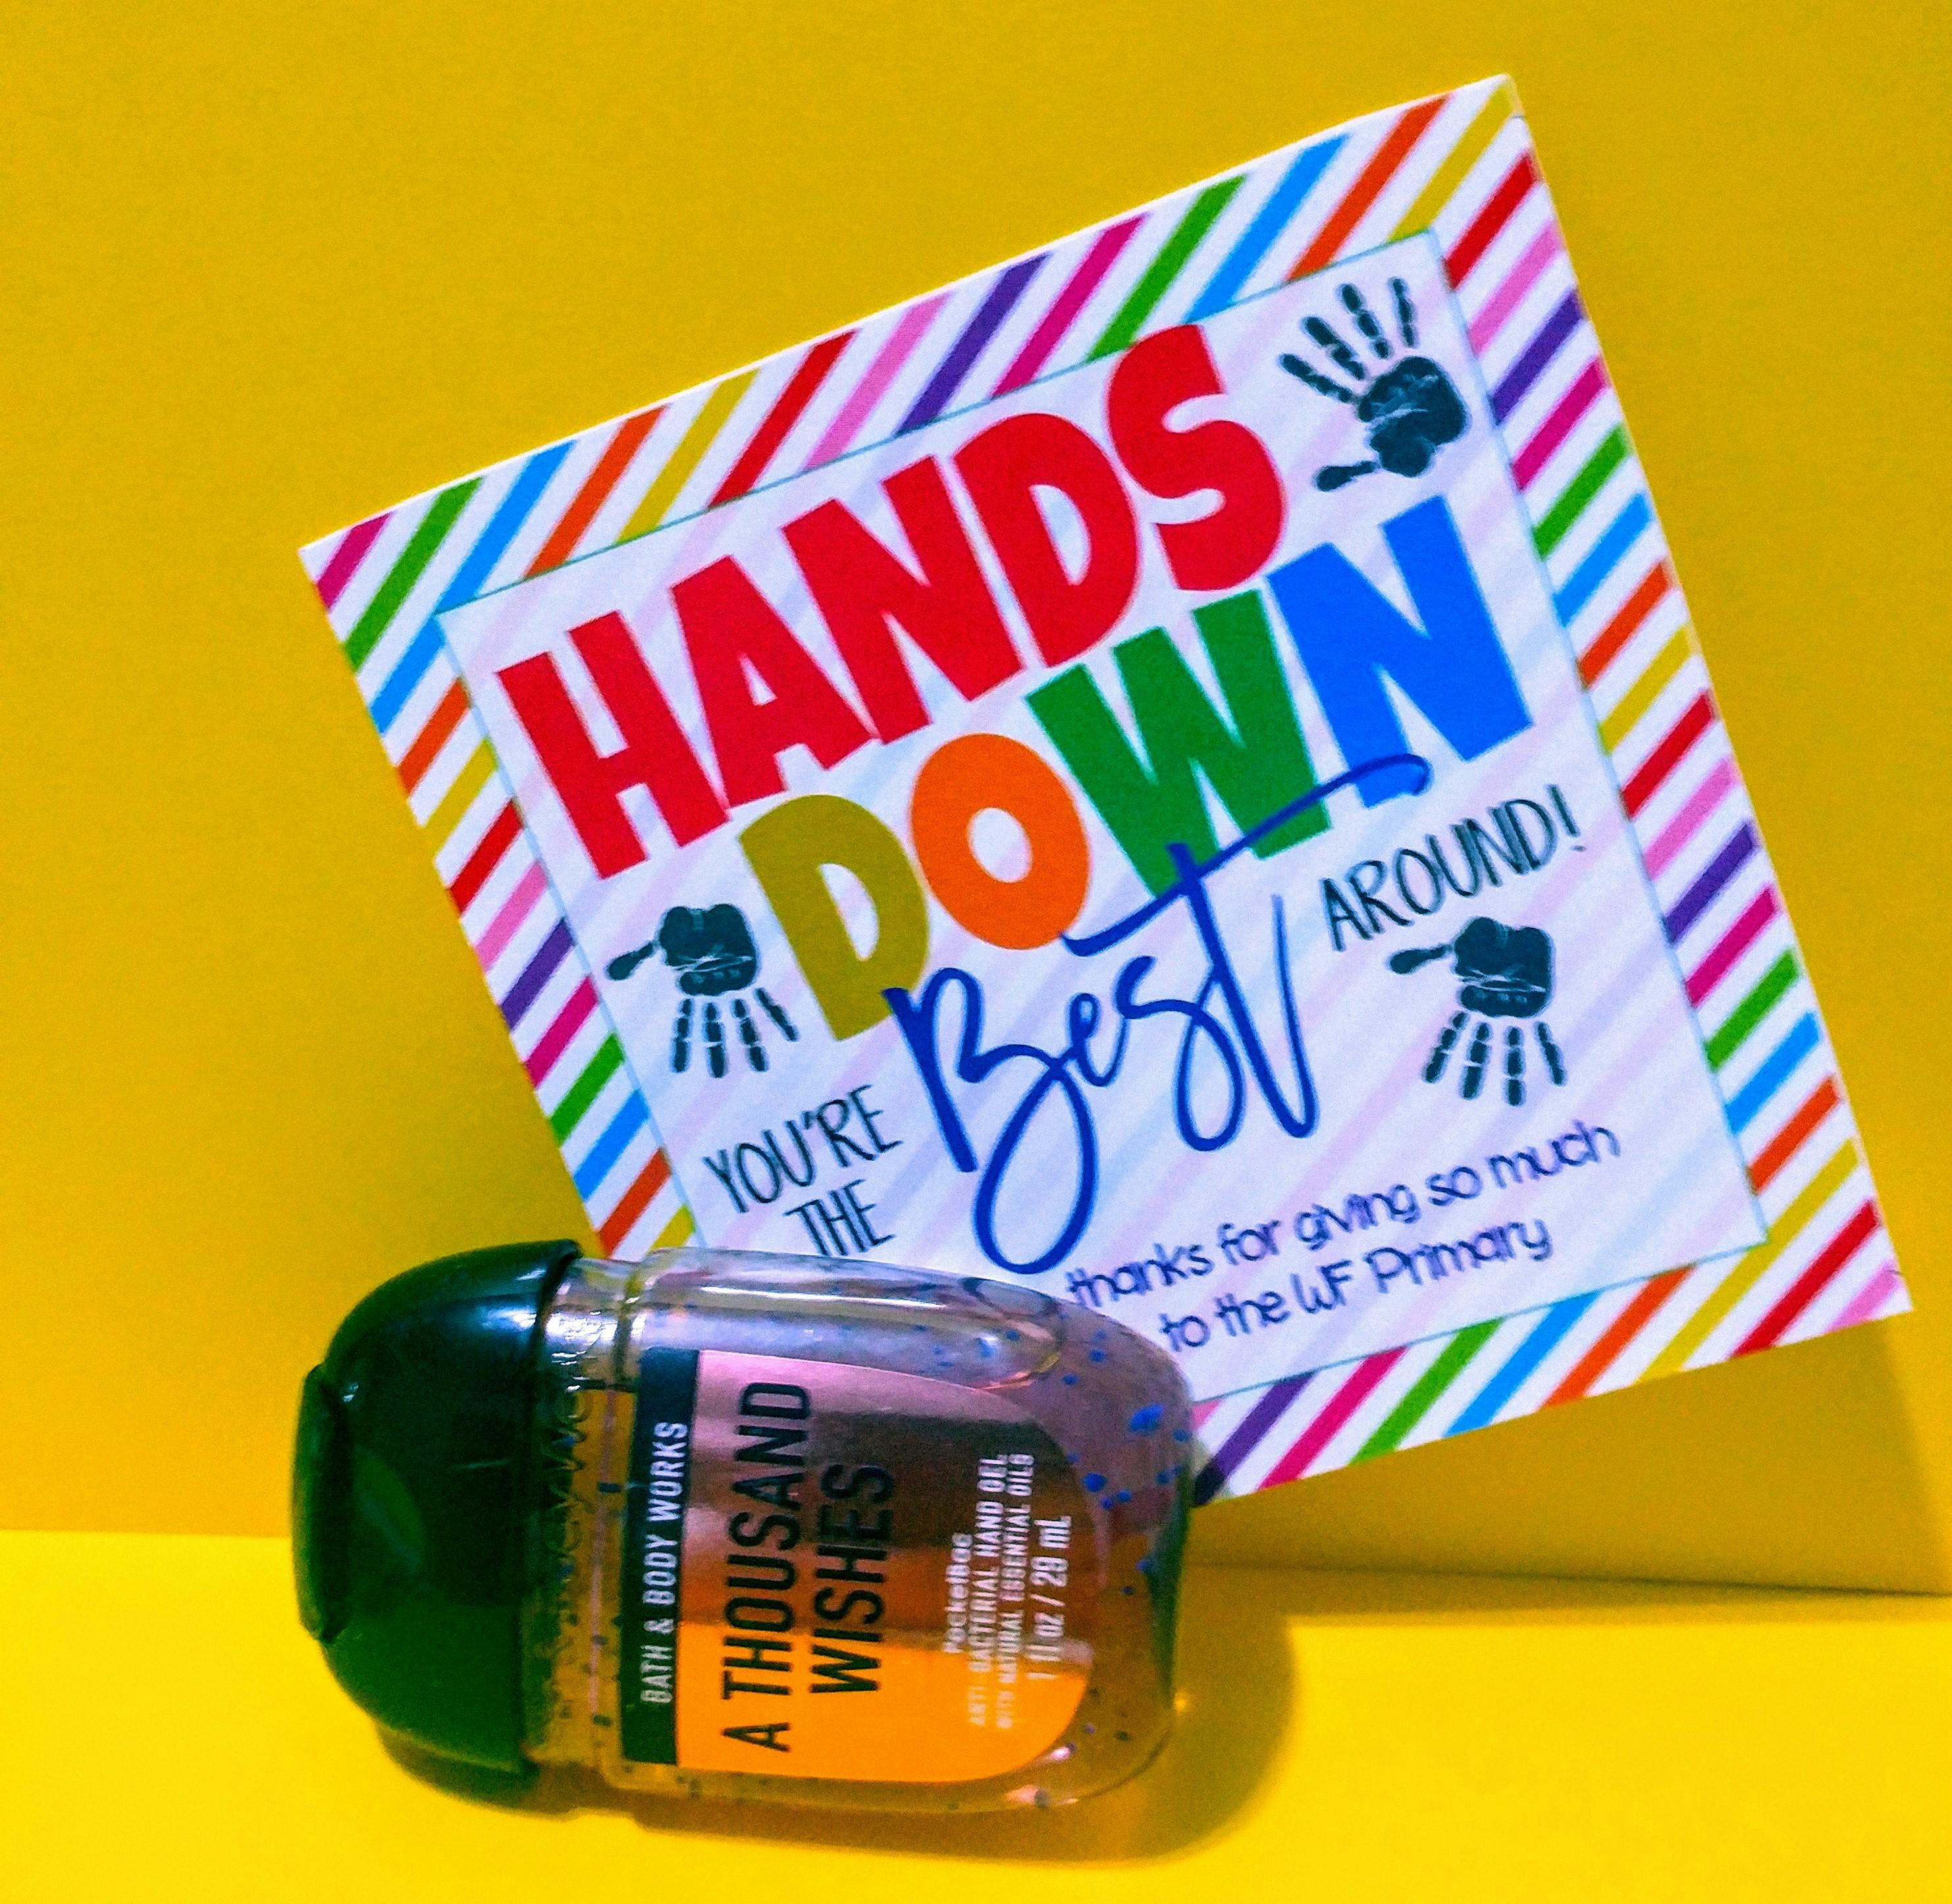 HANDS
DOWN
YOU'RE
THE
Best
AROUND!
thanks for giving so much
to the WF Primary
BATH & BODY WORKS
A THOUSAND
WISHES
PocketBac
ANTI-BACTERIAL HAND GEL
WITH NATURAL ESSENTIAL OILS
1 fl oz / 29 mL